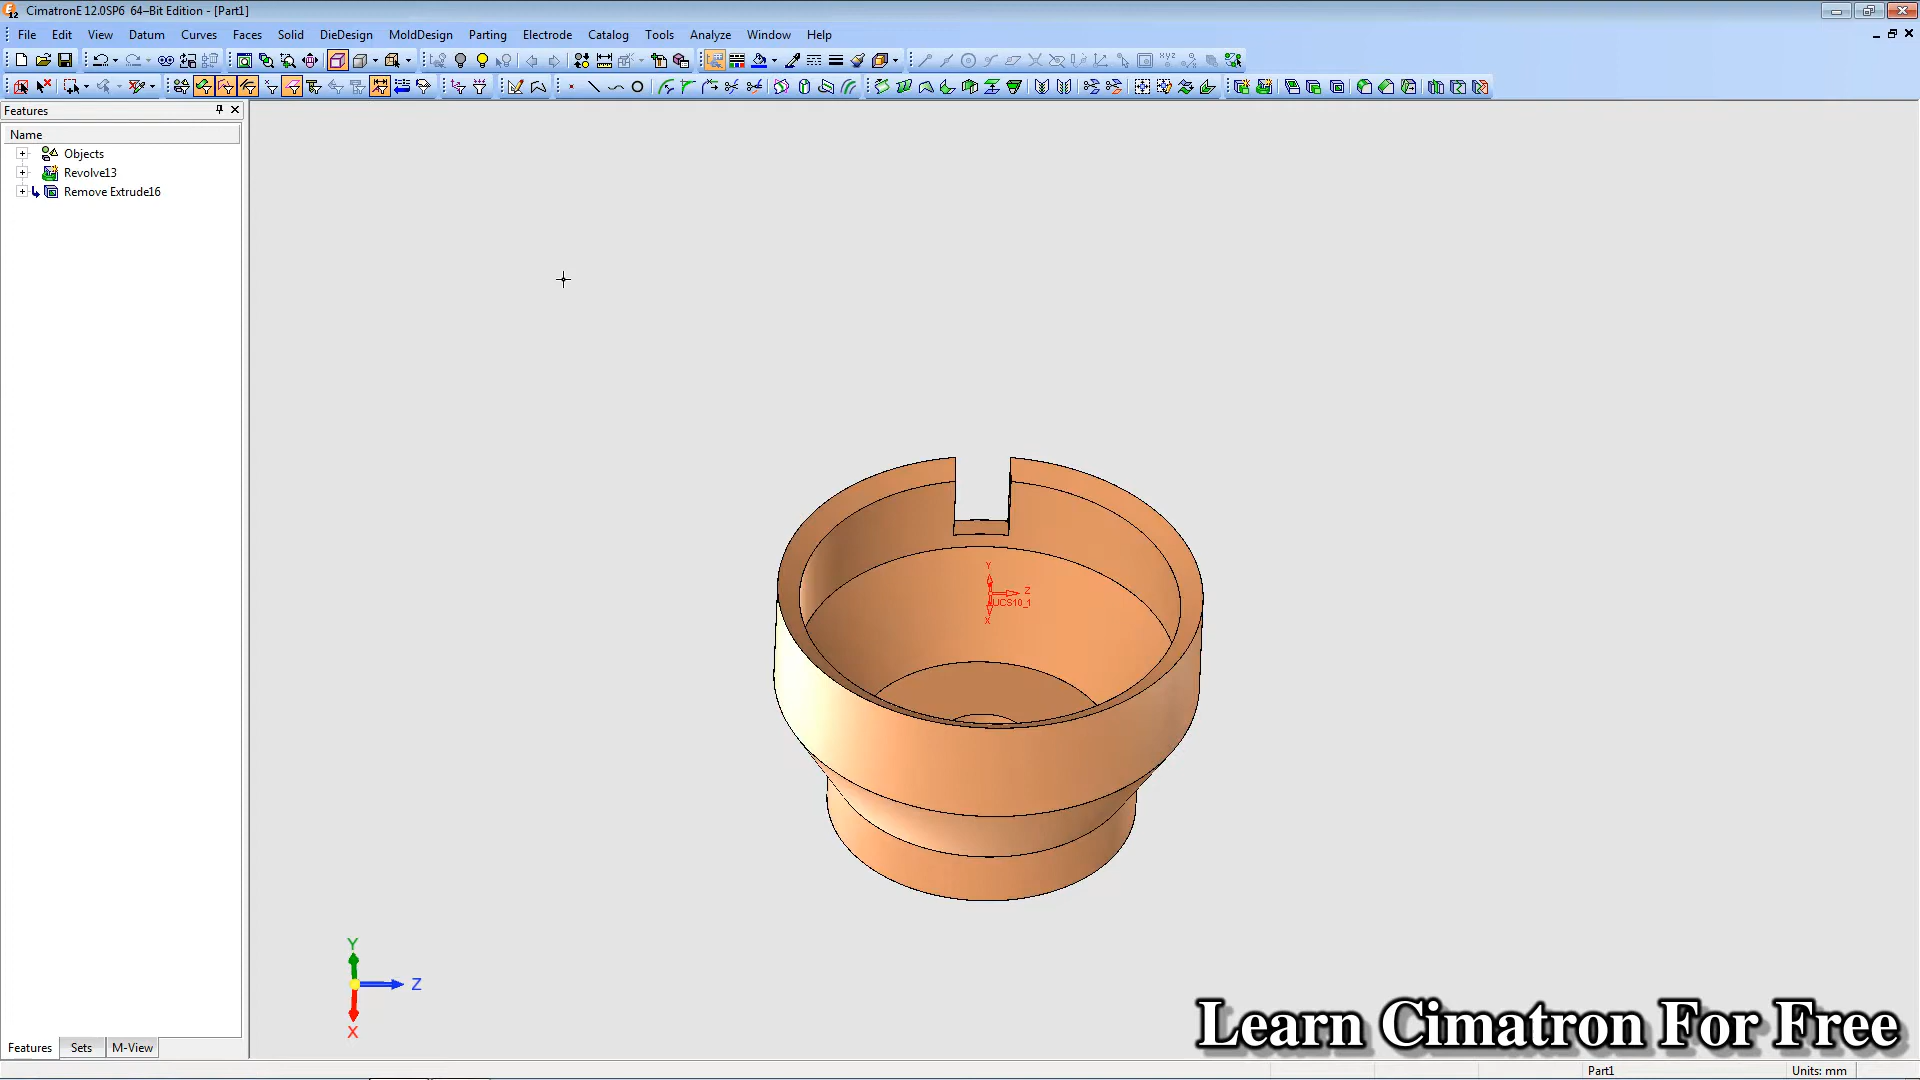 CimatronE 12.0SP6 64–Bit Edition - [Part1]
File Edit View Datum Curves Faces Solid DieDesign MoldDesign Parting Electrode Catalog Tools Analyze Window Help
Features
Name
Objects
Revolve13
Remove Extrude16
Y
Z
UCS10_1
X
Y
Z
X
Learn Cimatron For Free
Features Sets M-View
Part1 Units: mm